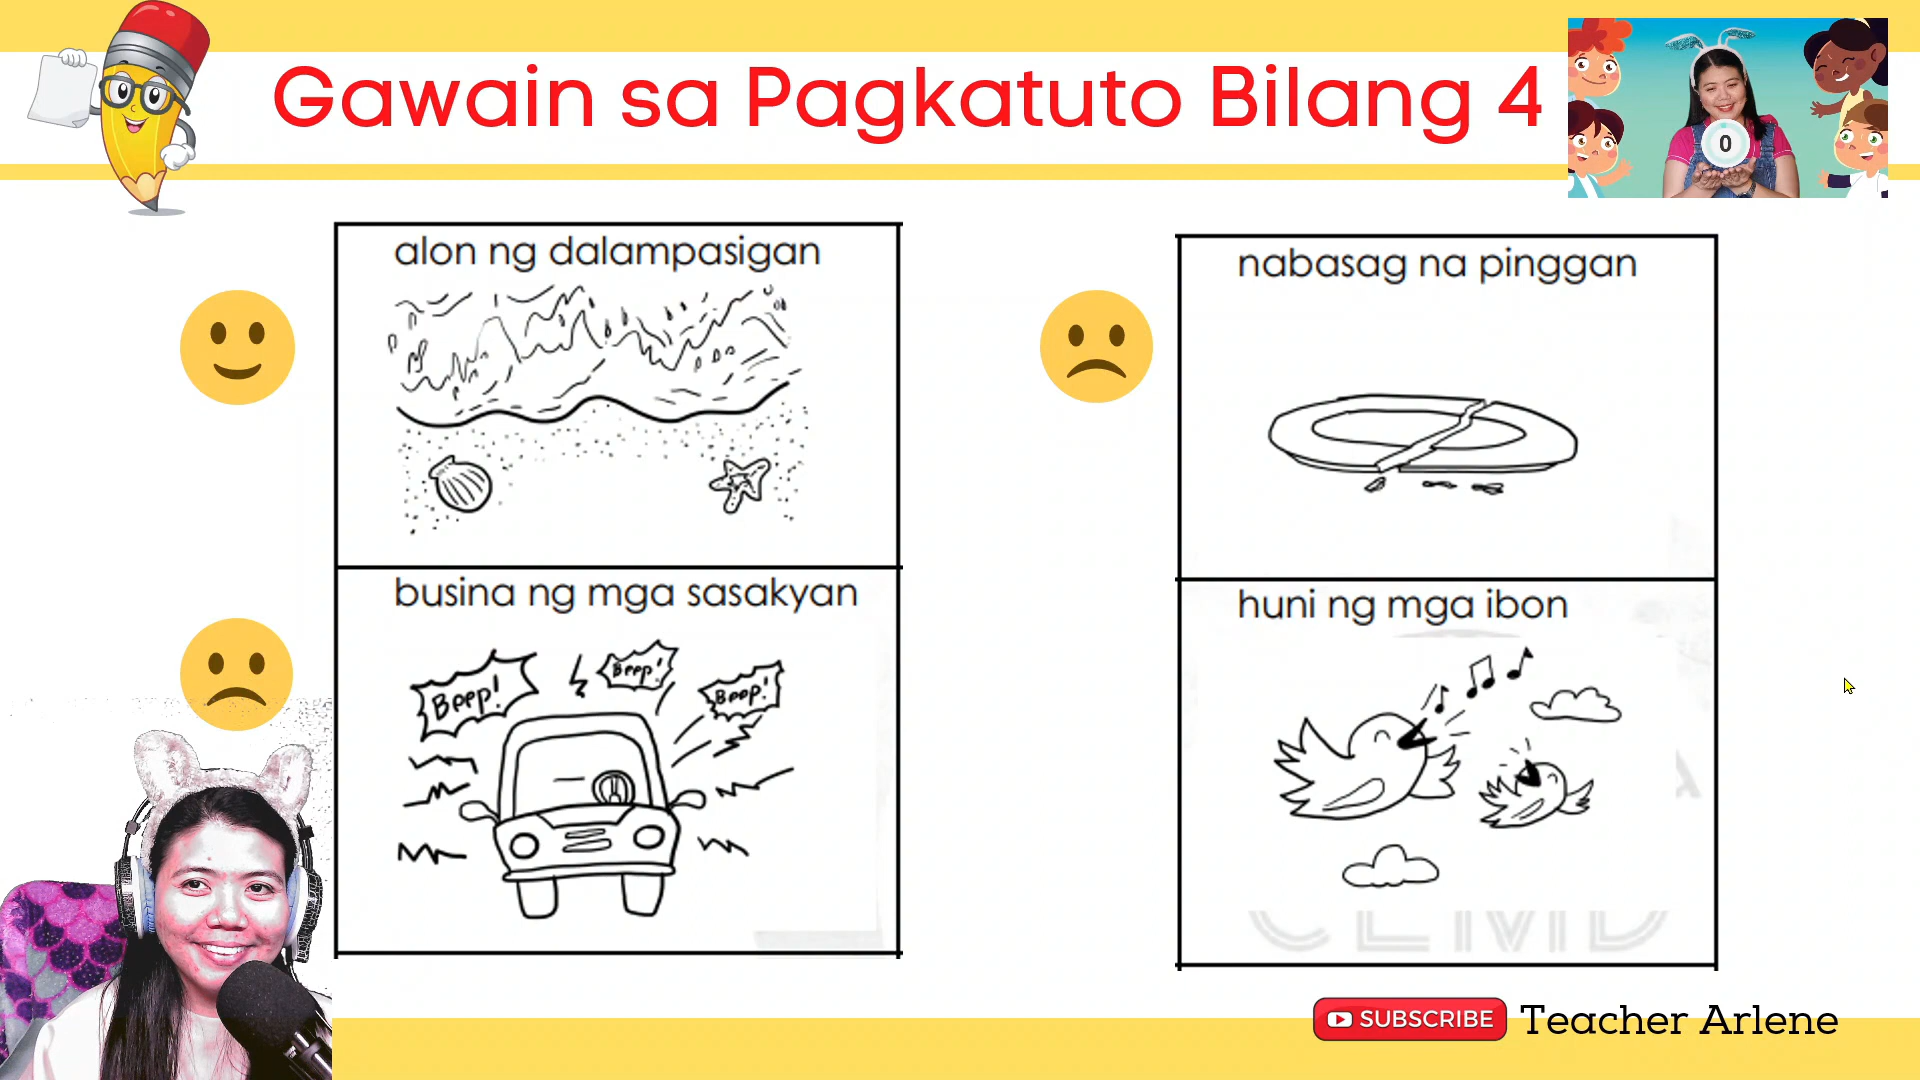 Gawain sa Pagkatuto Bilang 4
0
alon ng dalampasigan
nabasag na pinggan
busina ng mga sasakyan
Beep!
Beep!
Beep!
huni ng mga ibon
CLMD
SUBSCRIBE
Teacher Arlene